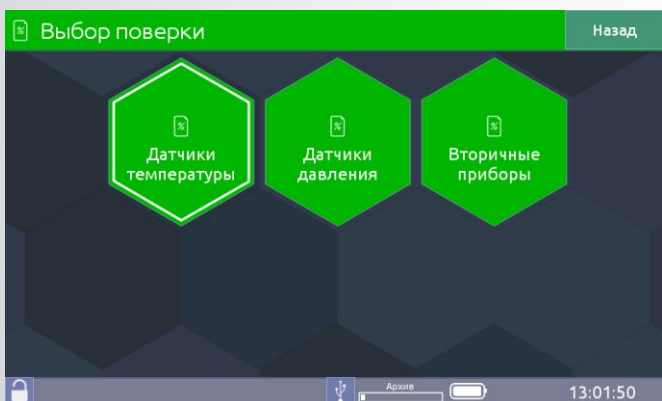 Выбор поверки
Назад
%
Датчики
температуры
%
Датчики
давления
%
Вторичные
приборы
Архив
13:01:50